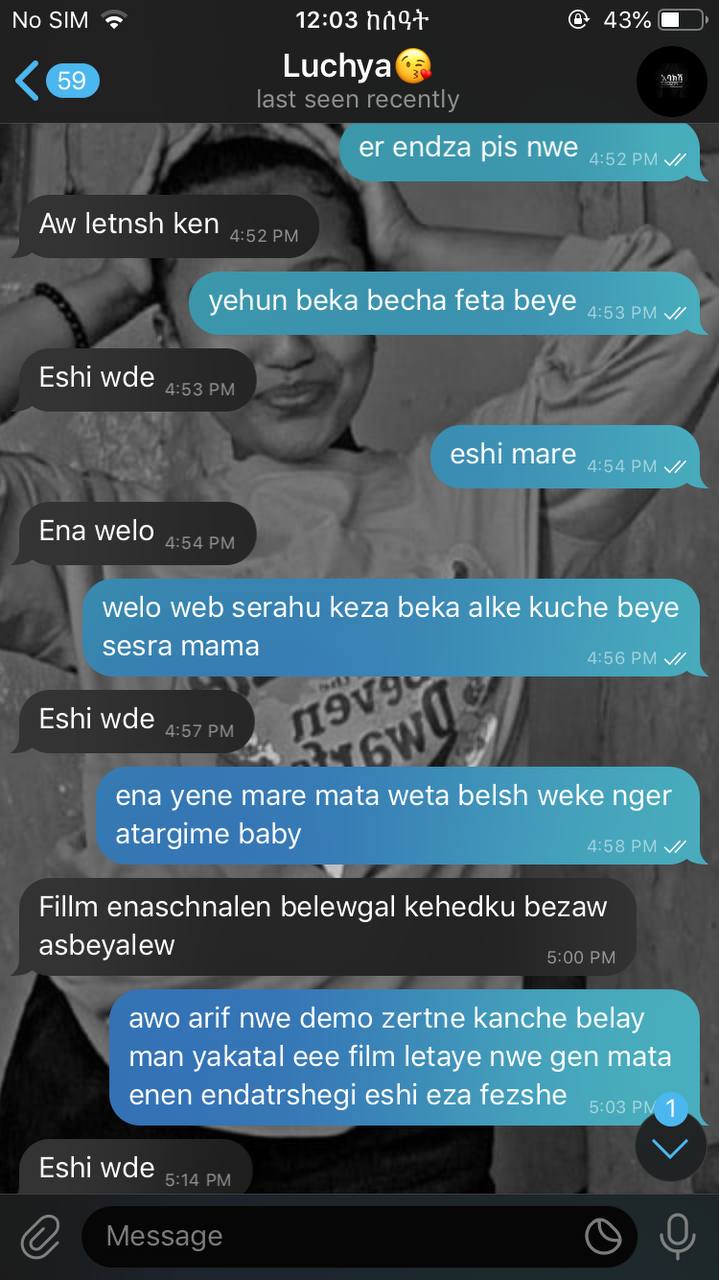 No SIM 12:03 ከሰዓት 43%
59 Luchya😘
last seen recently
er endza pis nwe 4:52 PM
Aw letnsh ken 4:52 PM
yehun beka becha feta beye 4:53 PM
Eshi wde 4:53 PM
eshi mare 4:54 PM
Ena welo 4:54 PM
welo web serahu keza beka alke kuche beye
sesra mama 4:56 PM
Eshi wde 4:57 PM
seven
Dwarfs
ena yene mare mata weta belsh weke nger
atargime baby 4:58 PM
Fillm enaschnalen belewgal kehedku bezaw
asbeyalew 5:00 PM
awo arif nwe demo zertne kanche belay
man yakatal eee film letaye nwe gen mata
enen endatrshegi eshi eza fezshe 5:03 PM
1
Eshi wde 5:14 PM
Message